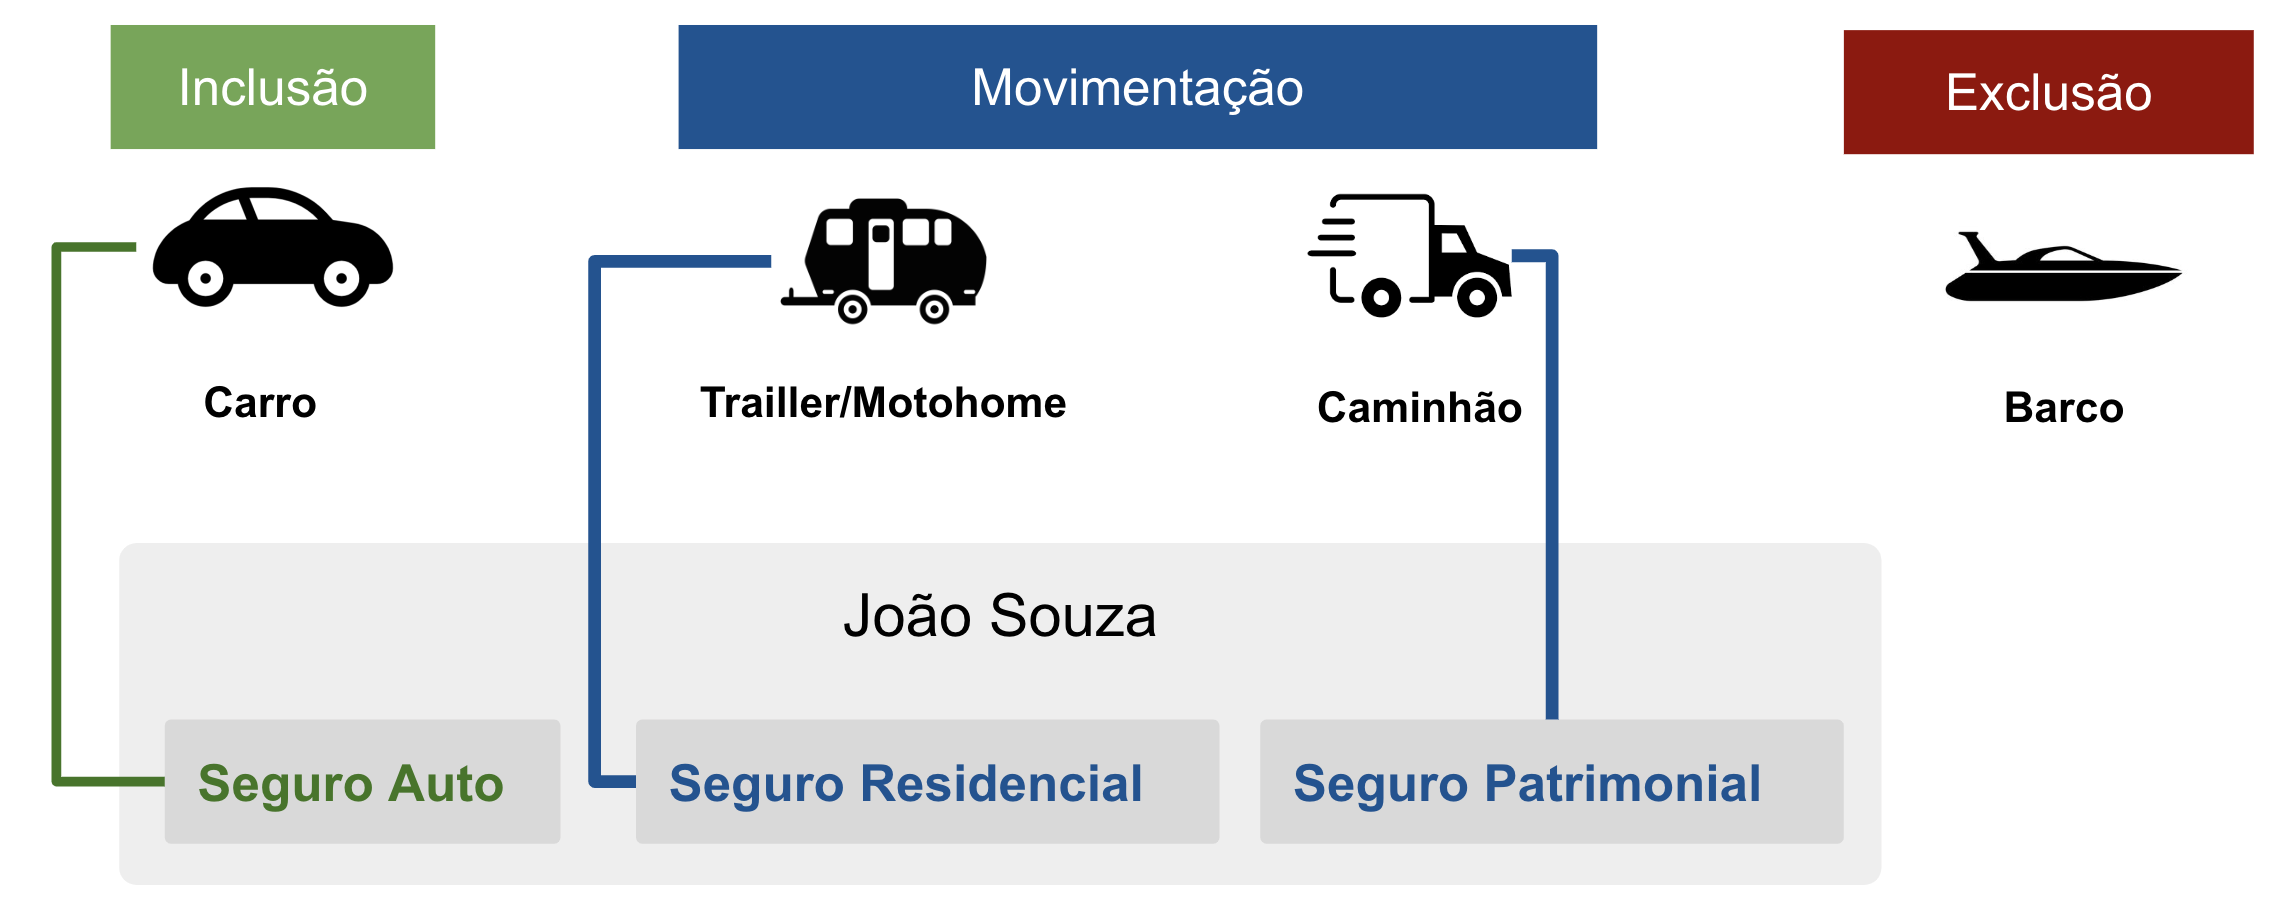 Inclusão
Movimentação
Exclusão
Carro
Trailler/Motohome
Caminhão
Barco
João Souza
Seguro Auto
Seguro Residencial
Seguro Patrimonial